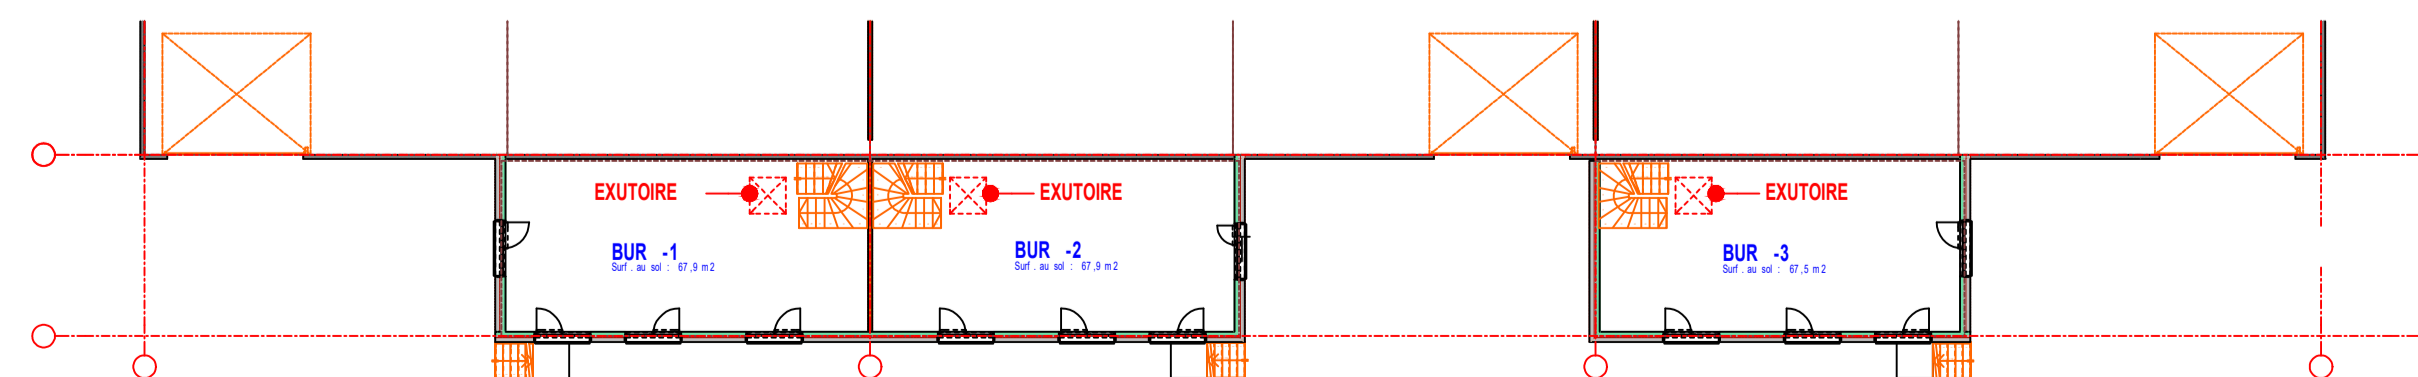 EXUTOIRE
EXUTOIRE
EXUTOIRE
BUR -1
Surf . au sol : 67 ,9 m2
BUR -2
Surf . au sol : 67 ,9 m2
BUR -3
Surf . au sol : 67 ,5 m2